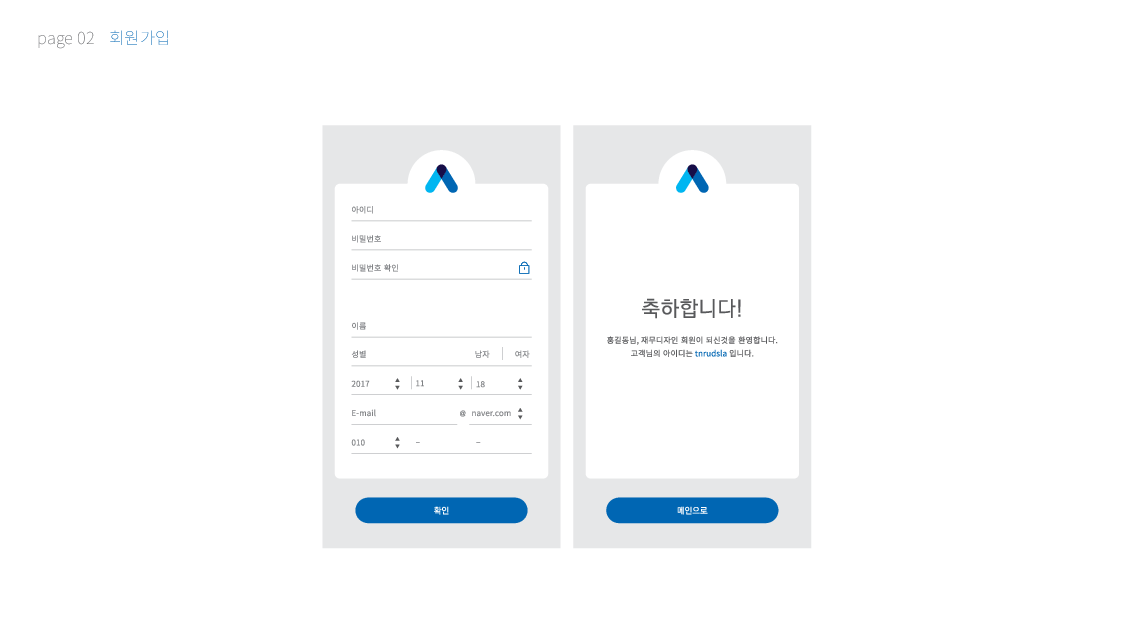 page 02 회원가입
아이디
비밀번호
비밀번호 확인
이름
성별 남자 여자
2017 11 18
E-mail @ naver.com
010 – –
확인
축하합니다!
홍길동님, 재무디자인 회원이 되신것을 환영합니다.
고객님의 아이디는 tnrudsla 입니다.
메인으로